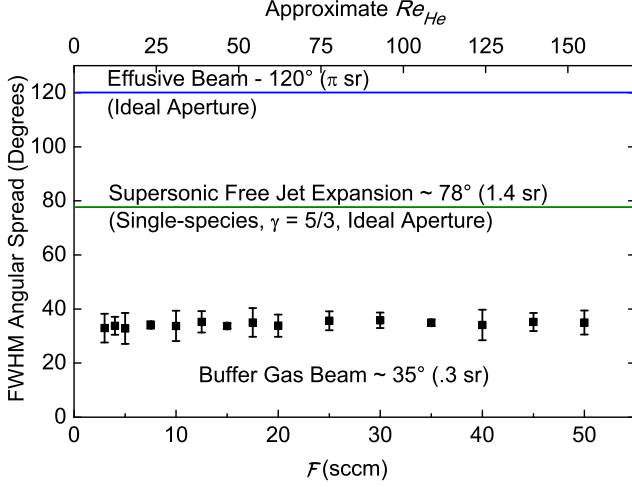 Approximate Re_He
0 25 50 75 100 125 150
Effusive Beam - 120° (π sr)
(Ideal Aperture)
Supersonic Free Jet Expansion ~ 78° (1.4 sr)
(Single-species, γ = 5/3, Ideal Aperture)
Buffer Gas Beam ~ 35° (.3 sr)
FWHM Angular Spread (Degrees)
120
100
80
60
40
20
0
0 10 20 30 40 50
F (sccm)